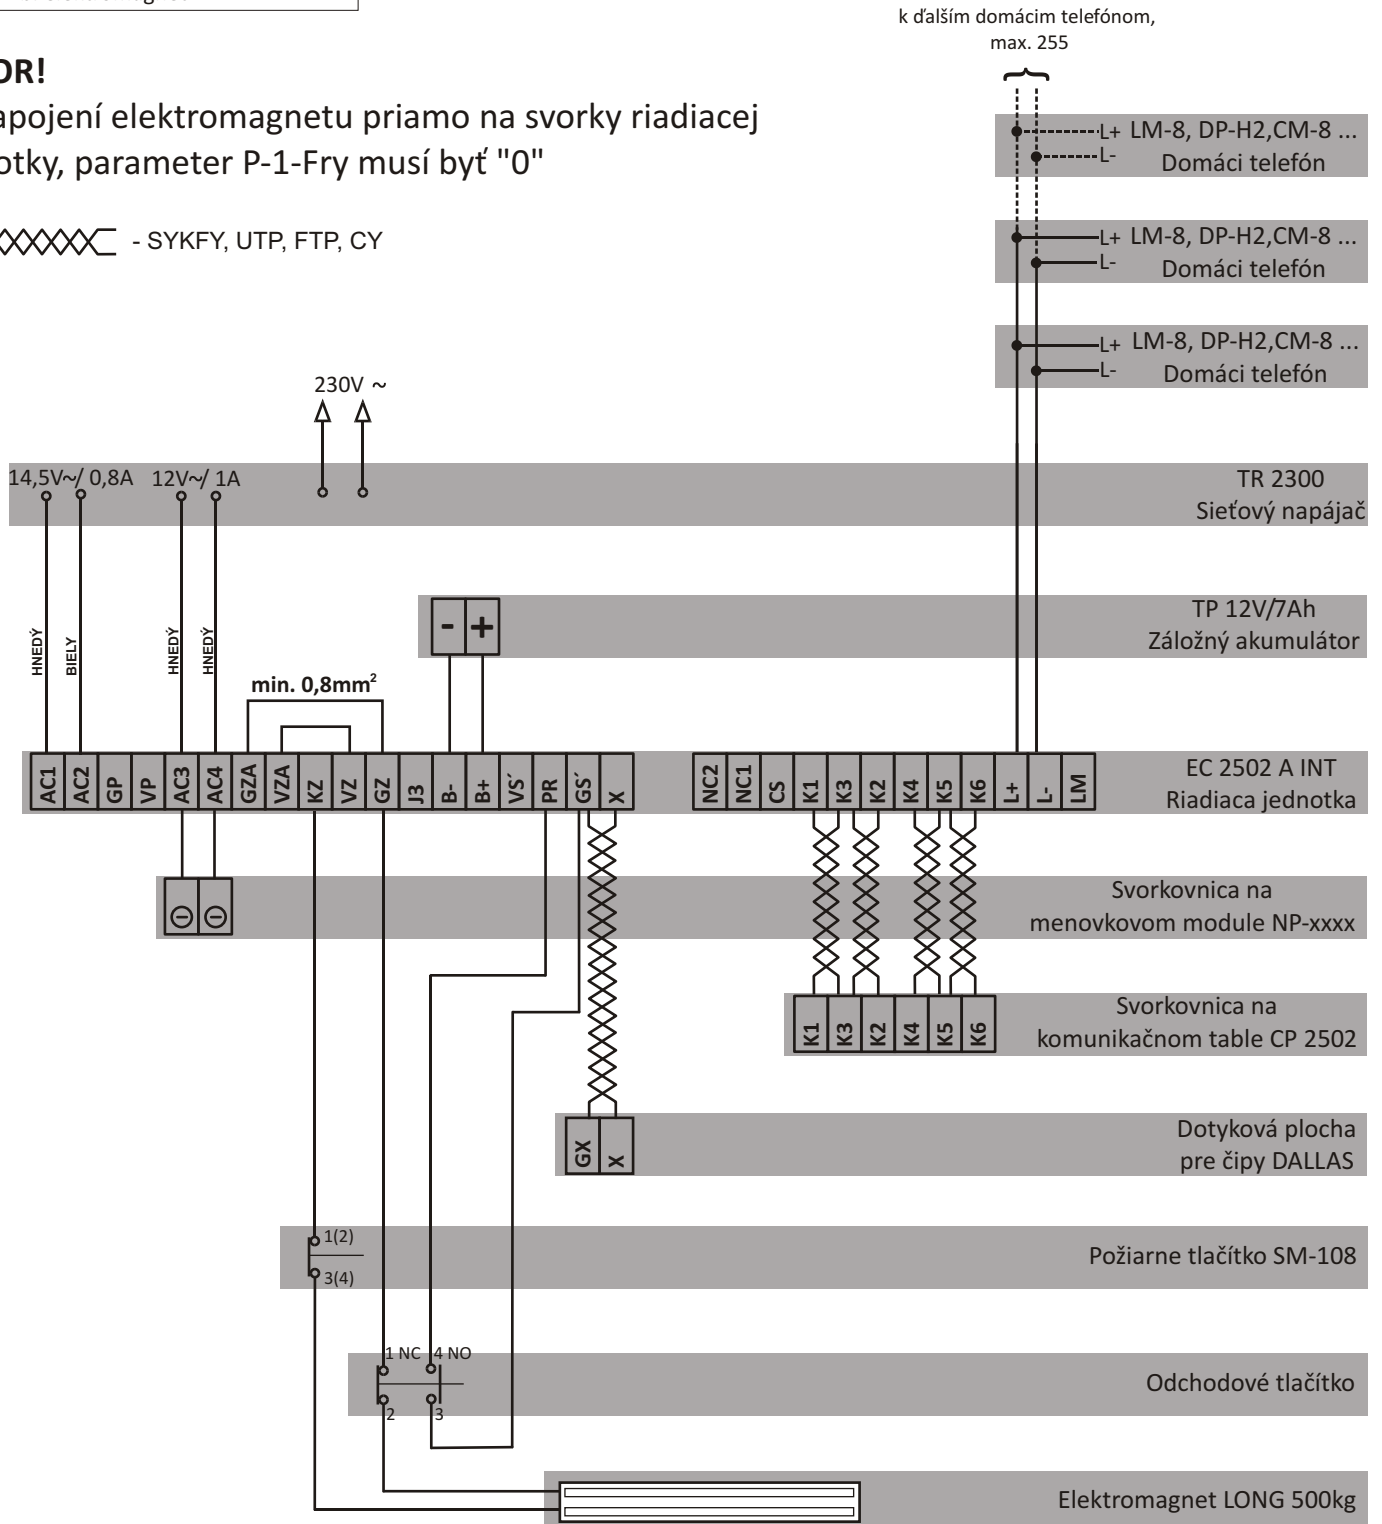 k ďalším domácim telefónom,
max. 255
OR!
apojení elektromagnetu priamo na svorky riadiacej
otky, parameter P-1-Fry musí byť "0"
- SYKFY, UTP, FTP, CY
L+ LM-8, DP-H2,CM-8 ...
L- Domáci telefón
L+ LM-8, DP-H2,CM-8 ...
L- Domáci telefón
L+ LM-8, DP-H2,CM-8 ...
L- Domáci telefón
230V ~
14,5V~/ 0,8A 12V~/ 1A
TR 2300
Sieťový napájač
HNEDÝ
BIELY
HNEDÝ
HNEDÝ
- +
TP 12V/7Ah
Záložný akumulátor
min. 0,8mm²
AC1 AC2 GP VP AC3 AC4 GZA VZA KZ VZ GZ J3 B- B+ VS´ PR GS´ X
NC2 NC1 CS K1 K3 K2 K4 K5 K6 L+ L- LM
EC 2502 A INT
Riadiaca jednotka
Svorkovnica na
menovkovom module NP-xxxx
K1 K3 K2 K4 K5 K6
Svorkovnica na
komunikačnom table CP 2502
GX X
Dotyková plocha
pre čipy DALLAS
1(2)
3(4)
Požiarne tlačítko SM-108
1 NC 4 NO
2 3
Odchodové tlačítko
Elektromagnet LONG 500kg